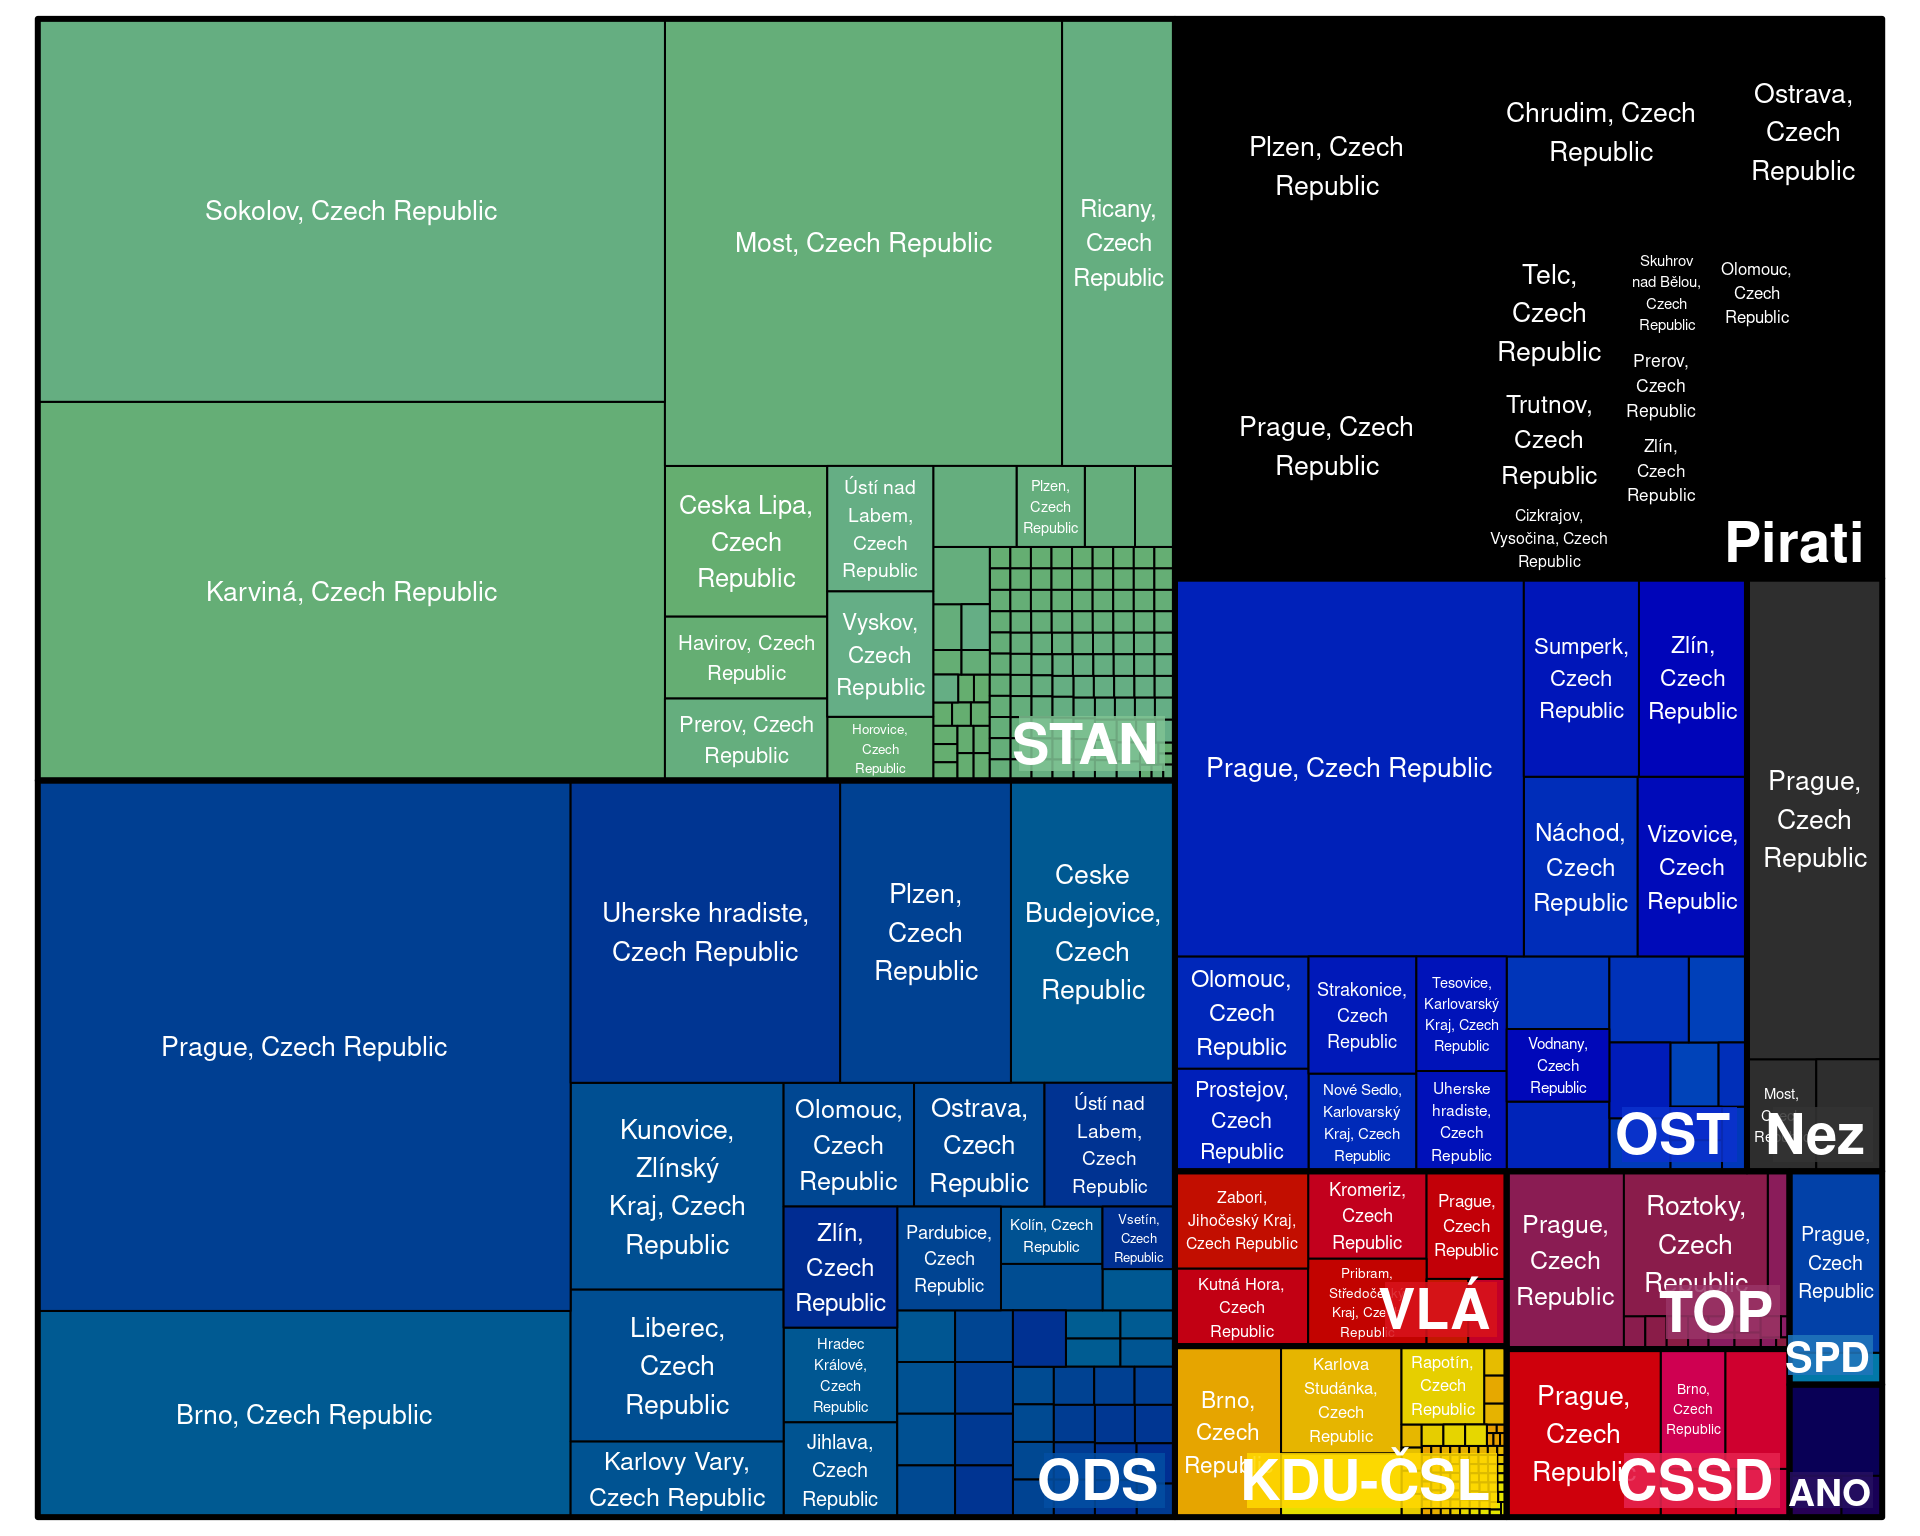 Sokolov, Czech Republic
Karviná, Czech Republic
Most, Czech Republic
Ricany,
Czech
Republic
Ceska Lipa,
Czech
Republic
Havirov, Czech
Republic
Prerov, Czech
Republic
Ústí nad
Labem,
Czech
Republic
Vyskov,
Czech
Republic
Horovice,
Czech
Republic
Plzen,
Czech
Republic
STAN
Plzen, Czech
Republic
Prague, Czech
Republic
Chrudim, Czech
Republic
Ostrava,
Czech
Republic
Telc,
Czech
Republic
Trutnov,
Czech
Republic
Cizkrajov,
Vysočina, Czech
Republic
Skuhrov
nad Bělou,
Czech
Republic
Prerov,
Czech
Republic
Zlín,
Czech
Republic
Olomouc,
Czech
Republic
Pirati
Prague, Czech Republic
Brno, Czech Republic
Uherske hradiste,
Czech Republic
Plzen,
Czech
Republic
Ceske
Budejovice,
Czech
Republic
Kunovice,
Zlínský
Kraj, Czech
Republic
Liberec,
Czech
Republic
Karlovy Vary,
Czech Republic
Olomouc,
Czech
Republic
Ostrava,
Czech
Republic
Ústí nad
Labem,
Czech
Republic
Zlín,
Czech
Republic
Hradec
Králové,
Czech
Republic
Jihlava,
Czech
Republic
Pardubice,
Czech
Republic
Kolín, Czech
Republic
Vsetín,
Czech
Republic
ODS
Prague, Czech Republic
Sumperk,
Czech
Republic
Zlín,
Czech
Republic
Náchod,
Czech
Republic
Vizovice,
Czech
Republic
Olomouc,
Czech
Republic
Prostejov,
Czech
Republic
Strakonice,
Czech
Republic
Nové Sedlo,
Karlovarský
Kraj, Czech
Republic
Tesovice,
Karlovarský
Kraj, Czech
Republic
Uherske
hradiste,
Czech
Republic
Vodnany,
Czech
Republic
OST
Prague,
Czech
Republic
Most,
Czech
Republic
Nez
Zabori,
Jihočeský Kraj,
Czech Republic
Kutná Hora,
Czech
Republic
Kromeriz,
Czech
Republic
Pribram,
Středočeský
Kraj, Czech
Republic
Prague,
Czech
Republic
VLÁ
Prague,
Czech
Republic
Roztoky,
Czech
Republic
TOP
Prague,
Czech
Republic
SPD
Brno,
Czech
Republic
Karlova
Studánka,
Czech
Republic
Rapotín,
Czech
Republic
KDU-ČSL
Prague,
Czech
Republic
Brno,
Czech
Republic
CSSD
ANO